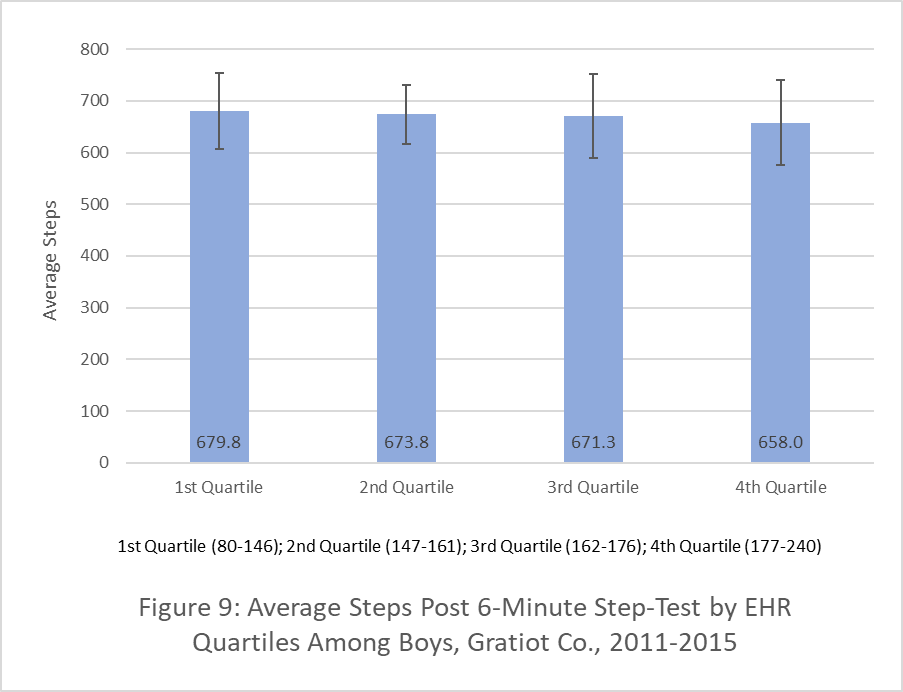 800
700
600
500
400
300
200
100
0
Average Steps
679.8 673.8 671.3 658.0
1st Quartile 2nd Quartile 3rd Quartile 4th Quartile
1st Quartile (80-146); 2nd Quartile (147-161); 3rd Quartile (162-176); 4th Quartile (177-240)
Figure 9: Average Steps Post 6-Minute Step-Test by EHR
Quartiles Among Boys, Gratiot Co., 2011-2015